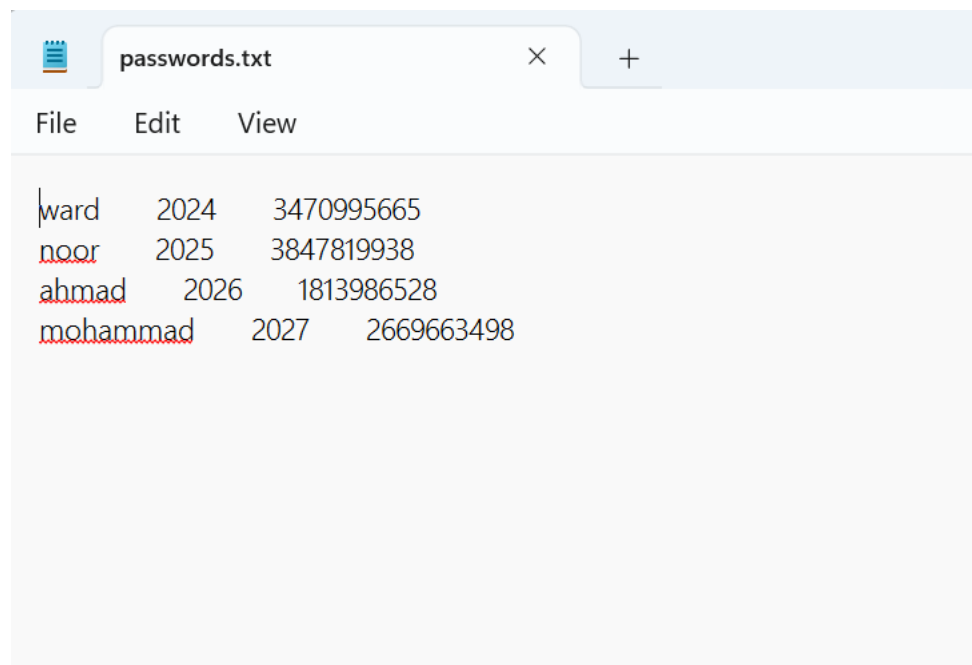 passwords.txt
File Edit View
ward 2024 3470995665
noor 2025 3847819938
ahmad 2026 1813986528
mohammad 2027 2669663498